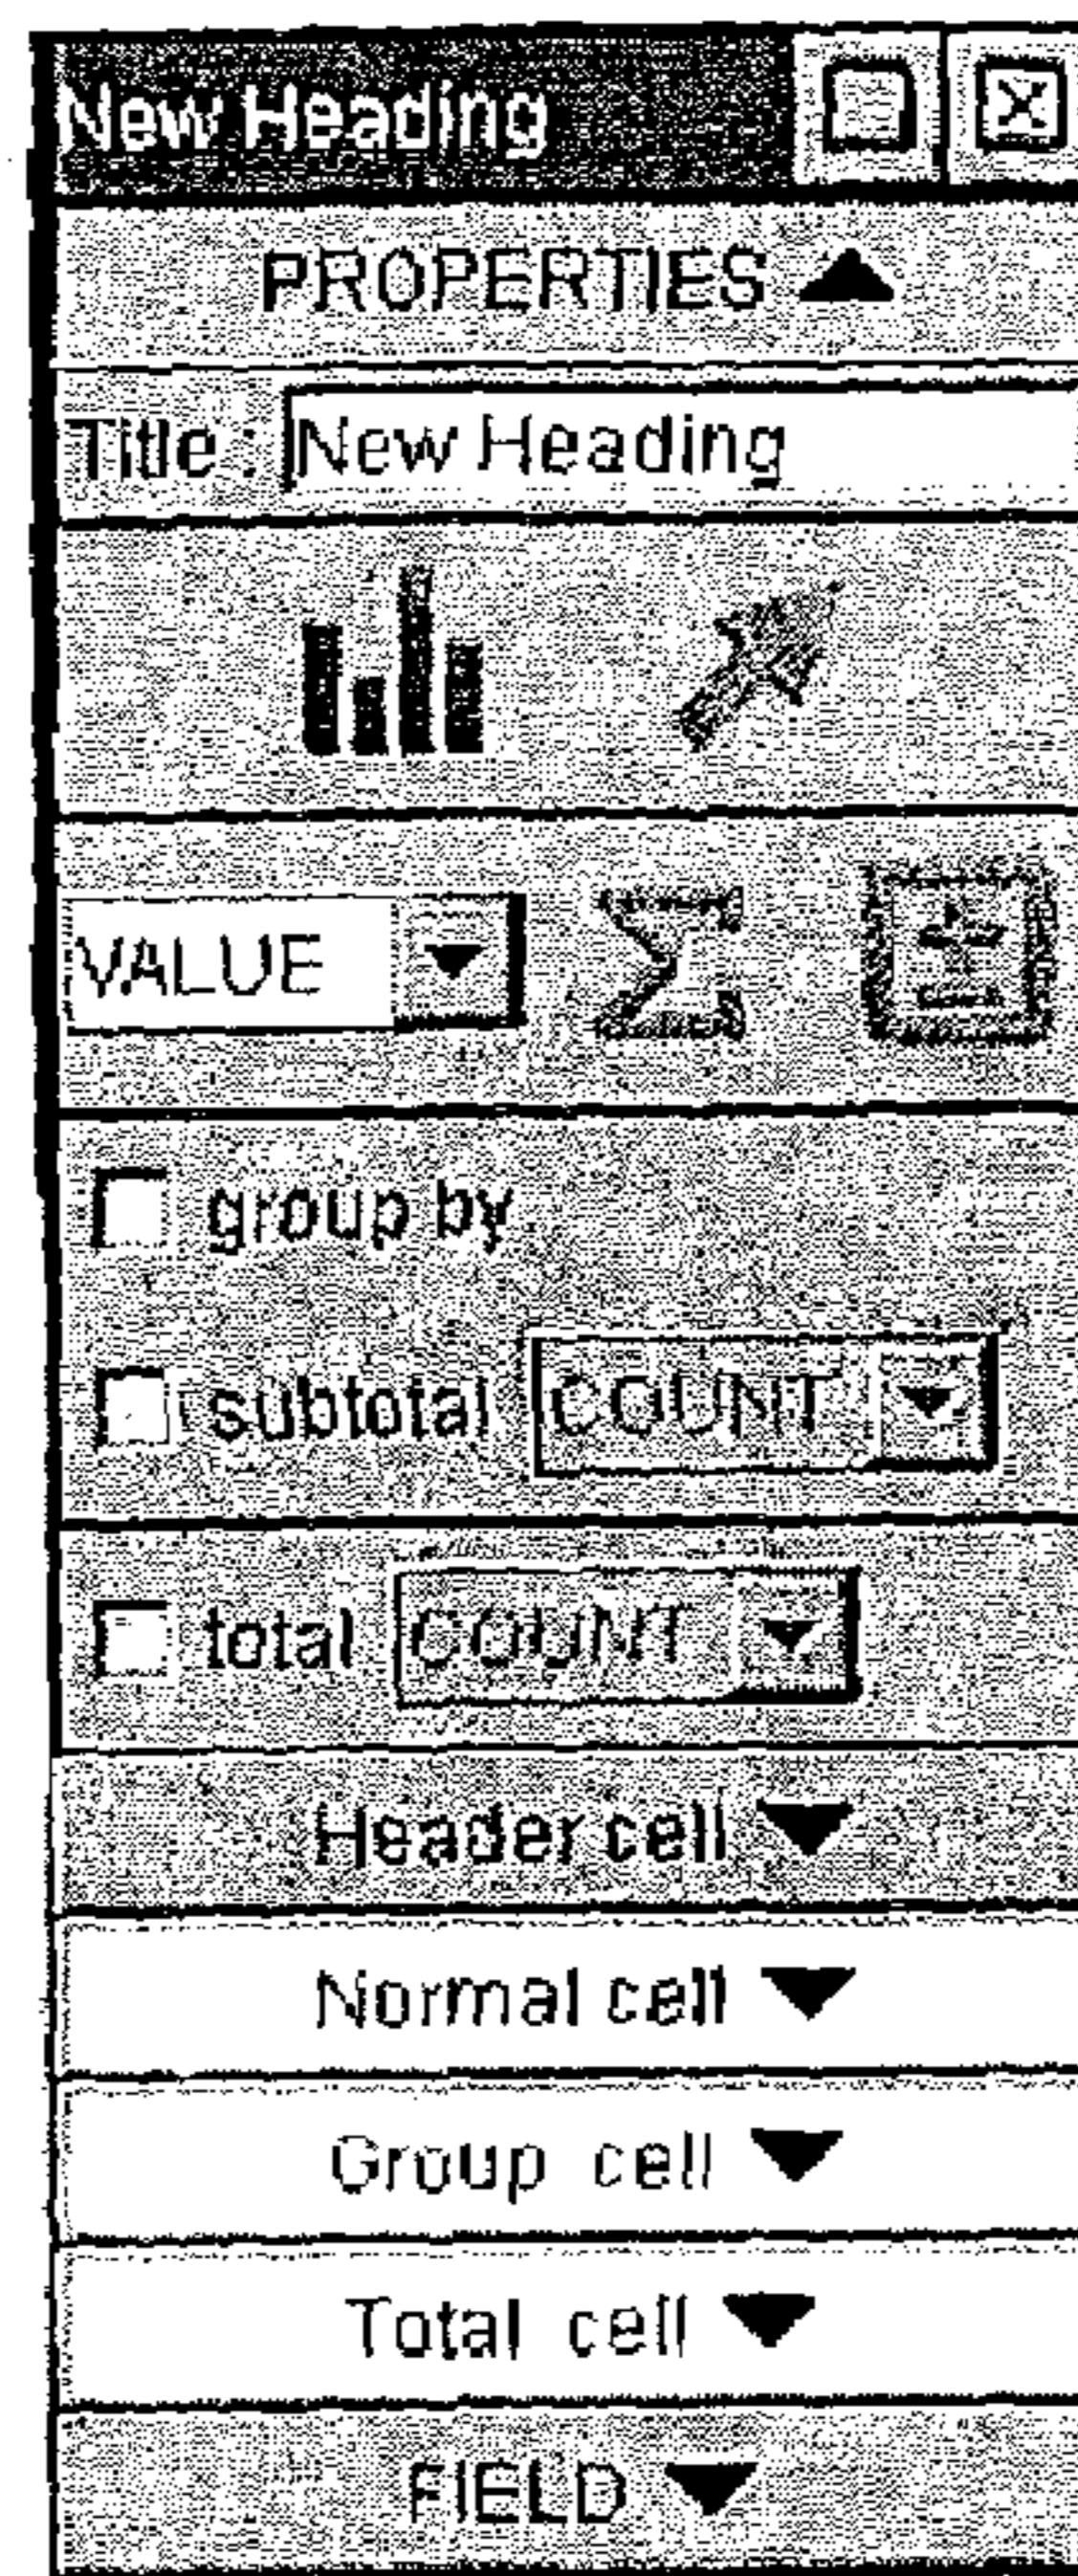 New Heading
PROPERTIES
Title : New Heading
VALUE
group by
subtotal COUNT
total COUNT
Header cell
Normal cell
Group cell
Total cell
FIELD